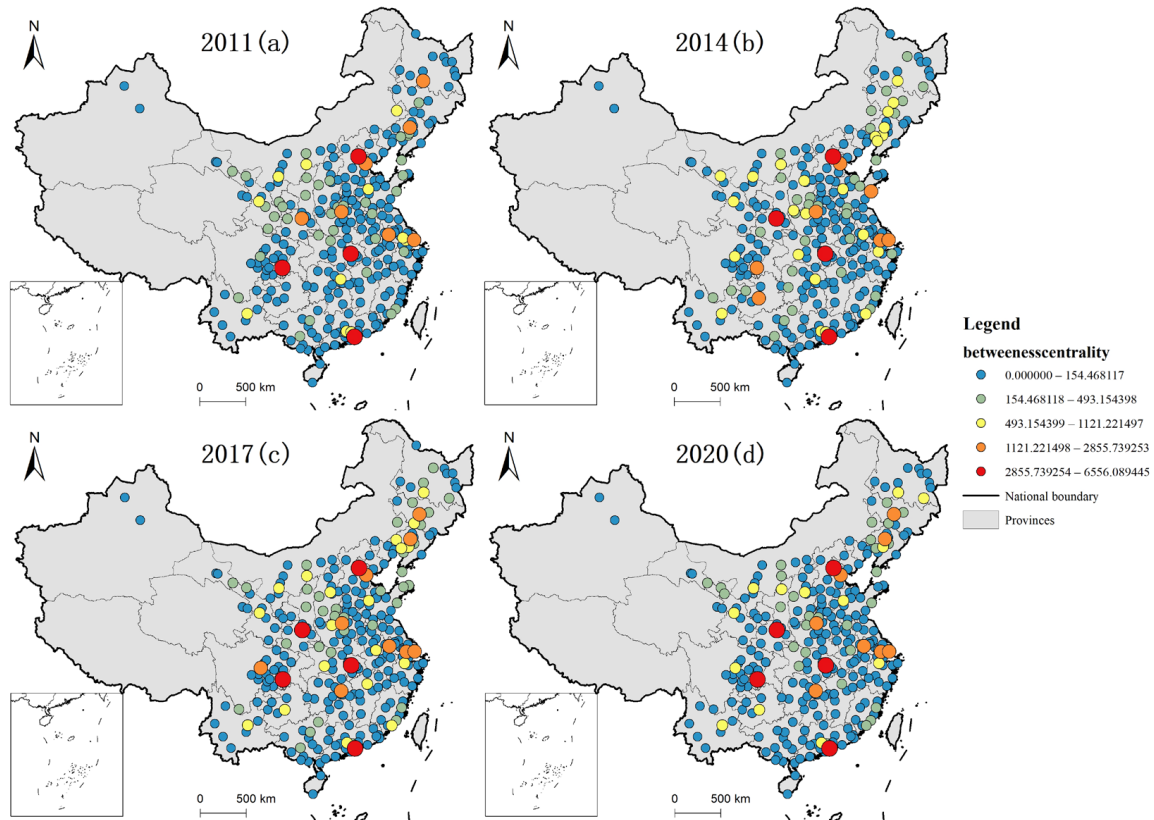 N
2011(a)
0 500 km
N
2014(b)
0 500 km
Legend
betweenesscentrality
0.000000 – 154.468117
154.468118 – 493.154398
493.154399 – 1121.221497
1121.221498 – 2855.739253
2855.739254 – 6556.089445
National boundary
Provinces
N
2017(c)
0 500 km
N
2020(d)
0 500 km